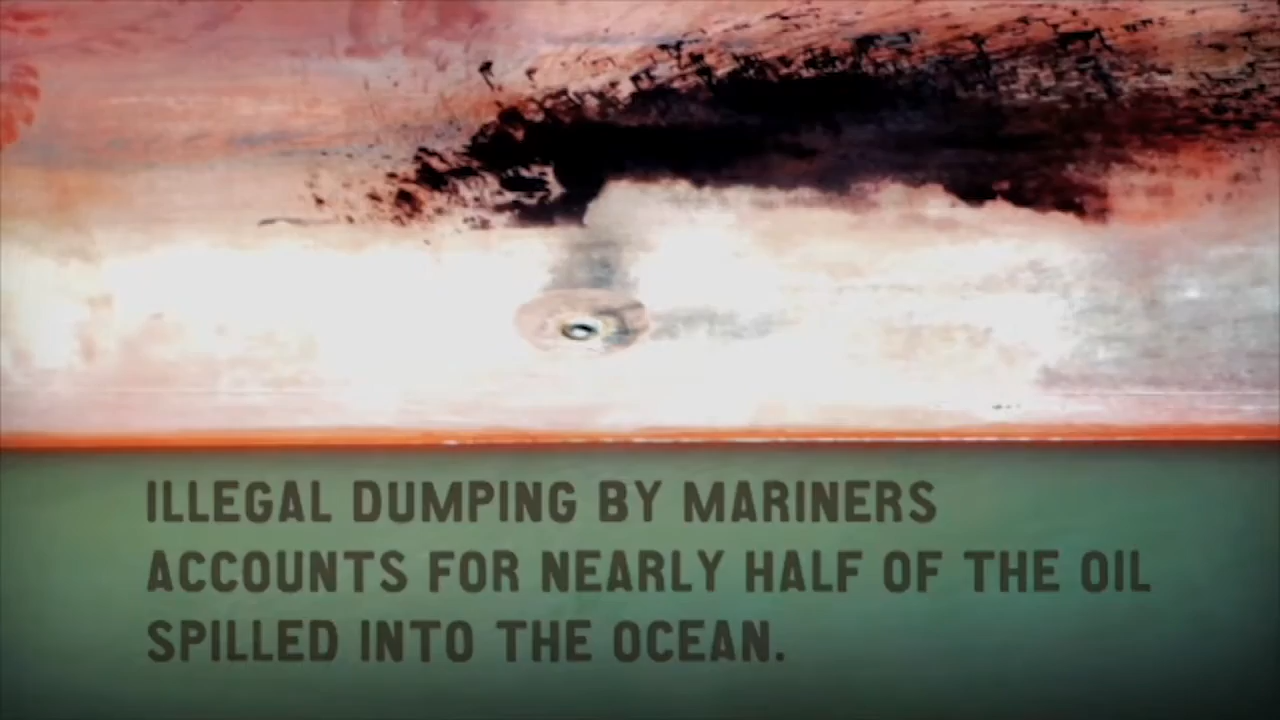 ILLEGAL DUMPING BY MARINERS
ACCOUNTS FOR NEARLY HALF OF THE OIL
SPILLED INTO THE OCEAN.